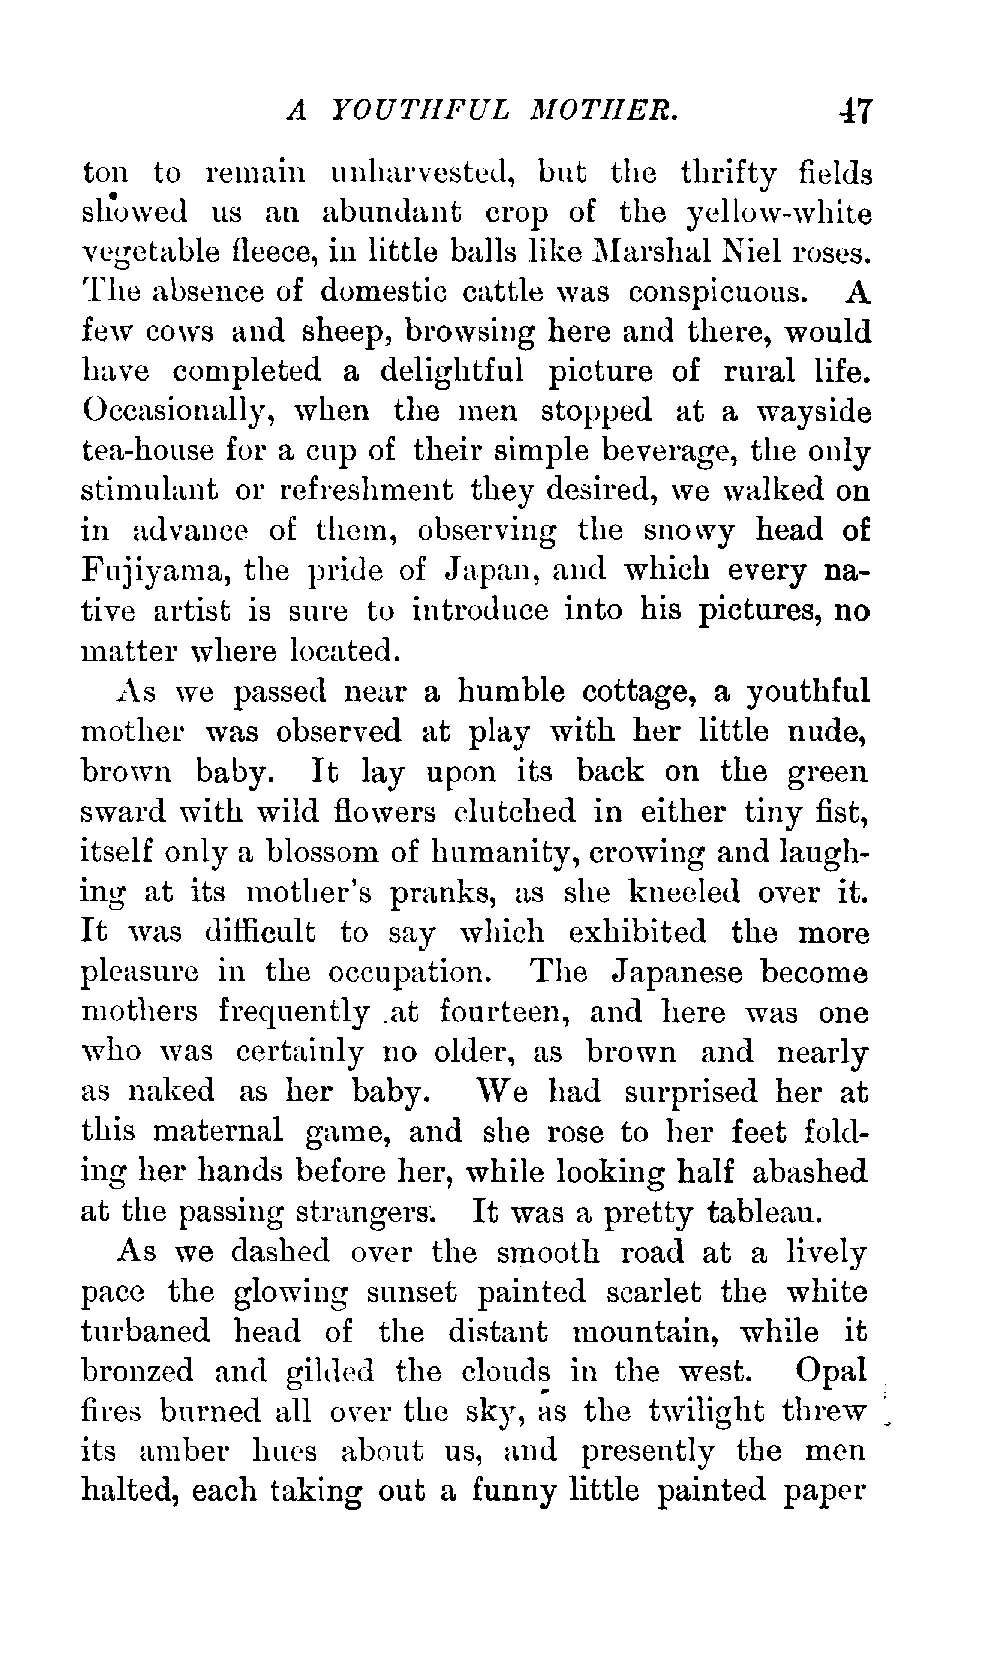 A YOUTHFUL MOTHER. 47
ton to remain unharvested, but the thrifty fields
showed us an abundant crop of the yellow-white
vegetable fleece, in little balls like Marshal Niel roses.
The absence of domestic cattle was conspicuous. A
few cows and sheep, browsing here and there, would
have completed a delightful picture of rural life.
Occasionally, when the men stopped at a wayside
tea-house for a cup of their simple beverage, the only
stimulant or refreshment they desired, we walked on
in advance of them, observing the snowy head of
Fujiyama, the pride of Japan, and which every na-
tive artist is sure to introduce into his pictures, no
matter where located.
As we passed near a humble cottage, a youthful
mother was observed at play with her little nude,
brown baby. It lay upon its back on the green
sward with wild flowers clutched in either tiny fist,
itself only a blossom of humanity, crowing and laugh-
ing at its mother's pranks, as she kneeled over it.
It was difficult to say which exhibited the more
pleasure in the occupation. The Japanese become
mothers frequently at fourteen, and here was one
who was certainly no older, as brown and nearly
as naked as her baby. We had surprised her at
this maternal game, and she rose to her feet fold-
ing her hands before her, while looking half abashed
at the passing strangers. It was a pretty tableau.
As we dashed over the smooth road at a lively
pace the glowing sunset painted scarlet the white
turbaned head of the distant mountain, while it
bronzed and gilded the clouds in the west. Opal
fires burned all over the sky, as the twilight threw
its amber hues about us, and presently the men
halted, each taking out a funny little painted paper